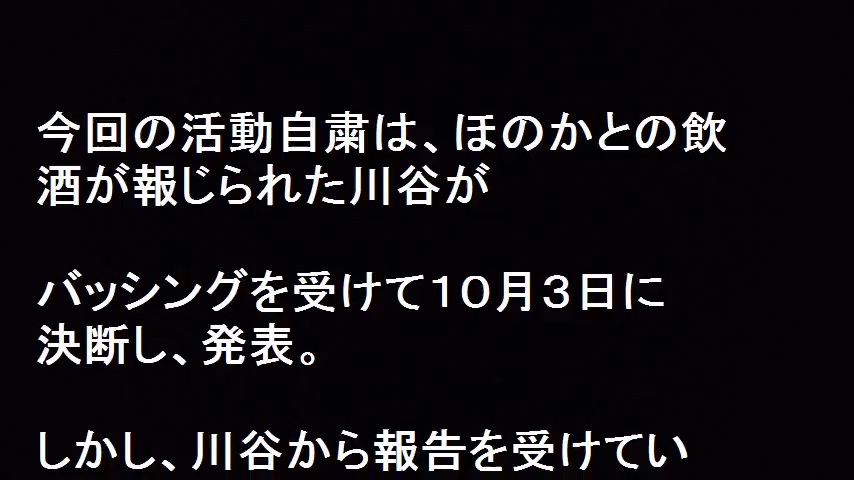 今回の活動自粛は、ほのかとの飲
酒が報じられた川谷が
バッシングを受けて１０月３日に
決断し、発表。
しかし、川谷から報告を受けてい